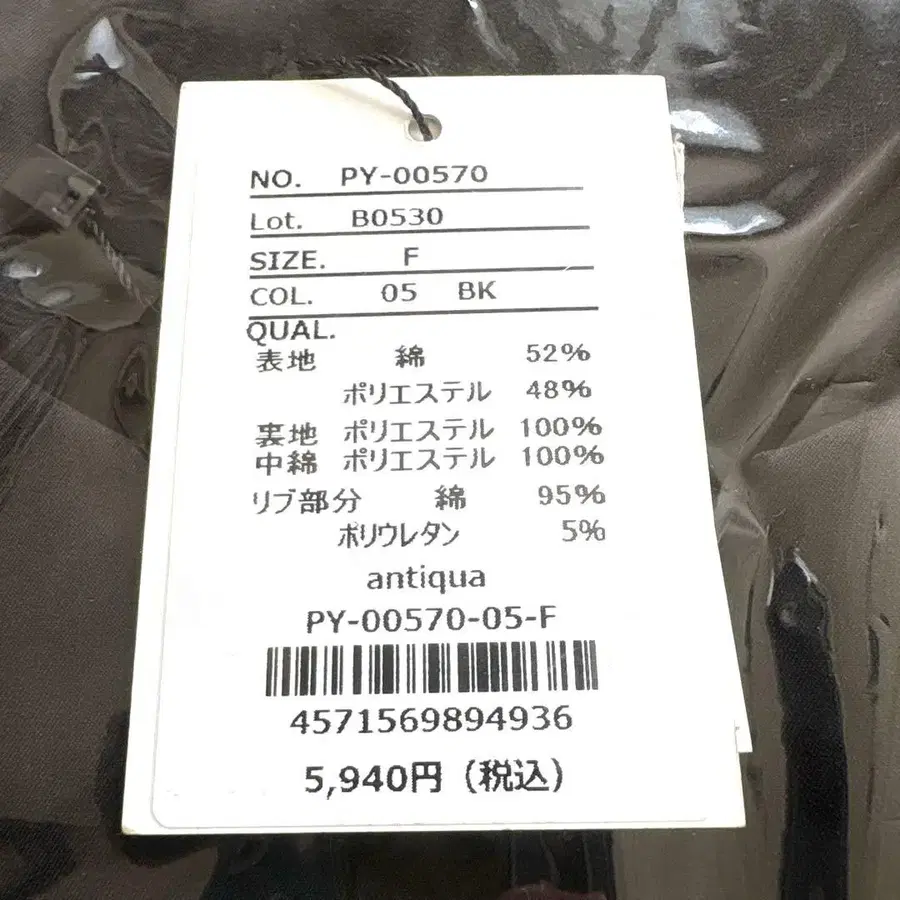 NO. PY-00570
Lot. B0530
SIZE. F
COL. 05 BK
QUAL.
表地 綿 52%
ポリエステル 48%
裏地 ポリエステル 100%
中綿 ポリエステル 100%
リブ部分 綿 95%
ポリウレタン 5%
antiqua
PY-00570-05-F
4571569894936
5,940円（税込）